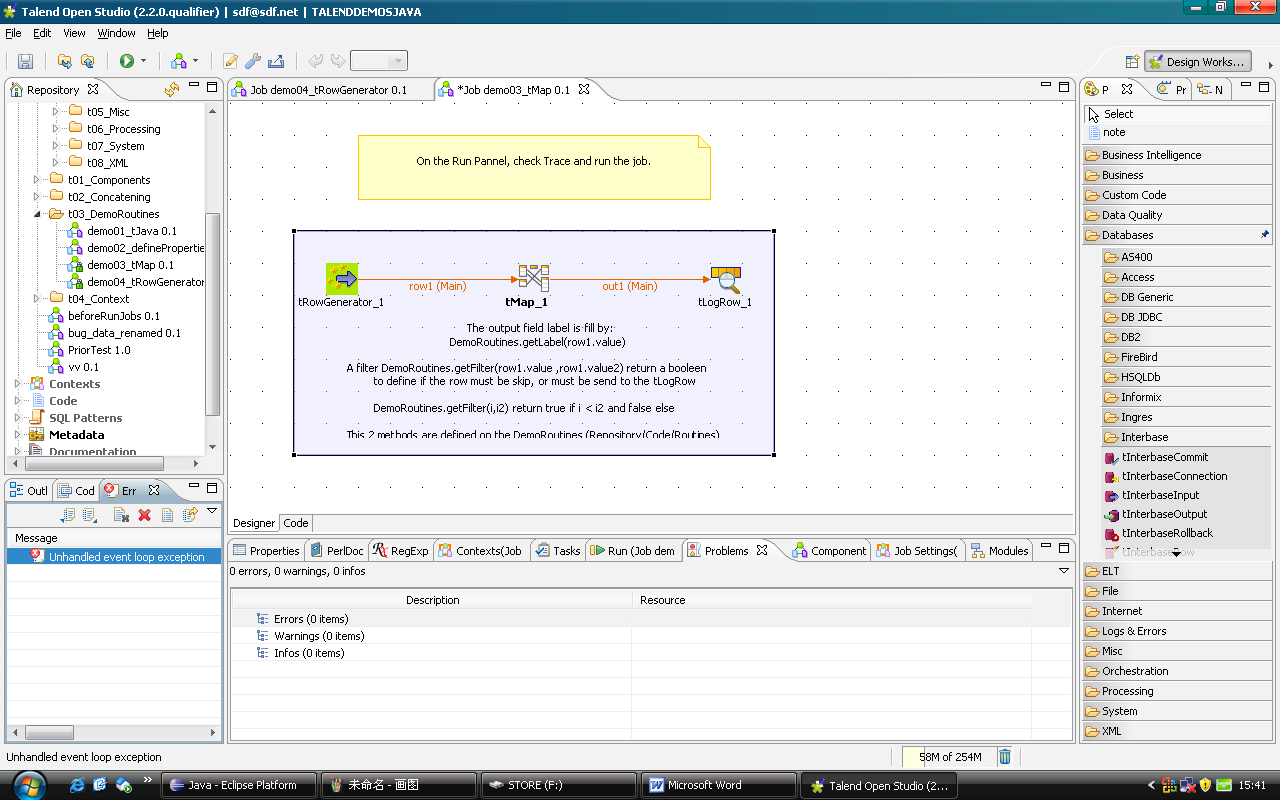 Talend Open Studio (2.2.0.qualifier) | sdf@sdf.net | TALENDDEMOSJAVA
File Edit View Window Help
Design Works...
Repository
t05_Misc
t06_Processing
t07_System
t08_XML
t01_Components
t02_Concatening
t03_DemoRoutines
demo01_tJava 0.1
demo02_definePropertie
demo03_tMap 0.1
demo04_tRowGenerator
t04_Context
beforeRunJobs 0.1
bug_data_renamed 0.1
PriorTest 1.0
vv 0.1
Contexts
Code
SQL Patterns
Metadata
Documentation
Outl Cod Err
Message
Unhandled event loop exception
Job demo04_tRowGenerator 0.1 *Job demo03_tMap 0.1
On the Run Pannel, check Trace and run the job.
row1 (Main) out1 (Main)
tRowGenerator_1 tMap_1 tLogRow_1
The output field label is fill by:
DemoRoutines.getLabel(row1.value)
A filter DemoRoutines.getFilter(row1.value ,row1.value2) return a booleen
to define if the row must be skip, or must be send to the tLogRow
DemoRoutines.getFilter(i,i2) return true if i < i2 and false else
This 2 methods are defined on the DemoRoutines (Repository/Code/Routines)
Designer Code
Properties PerlDoc RegExp Contexts(Job Tasks Run (Job dem Proble Component Job Settings( Modules
0 errors, 0 warnings, 0 infos
Description Resource
Errors (0 items)
Warnings (0 items)
Infos (0 items)
P Pr N
Select
note
Business Intelligence
Business
Custom Code
Data Quality
Databases
AS400
Access
DB Generic
DB JDBC
DB2
FireBird
HSQLDb
Informix
Ingres
Interbase
tInterbaseCommit
tInterbaseConnection
tInterbaseInput
tInterbaseOutput
tInterbaseRollback
tInterbaseRow
ELT
File
Internet
Logs & Errors
Misc
Orchestration
Processing
System
XML
Unhandled event loop exception
58M of 254M
Java - Eclipse Platform
未命名 - 画图
STORE (F:)
Microsoft Word
Talend Open Studio (2...
15:41